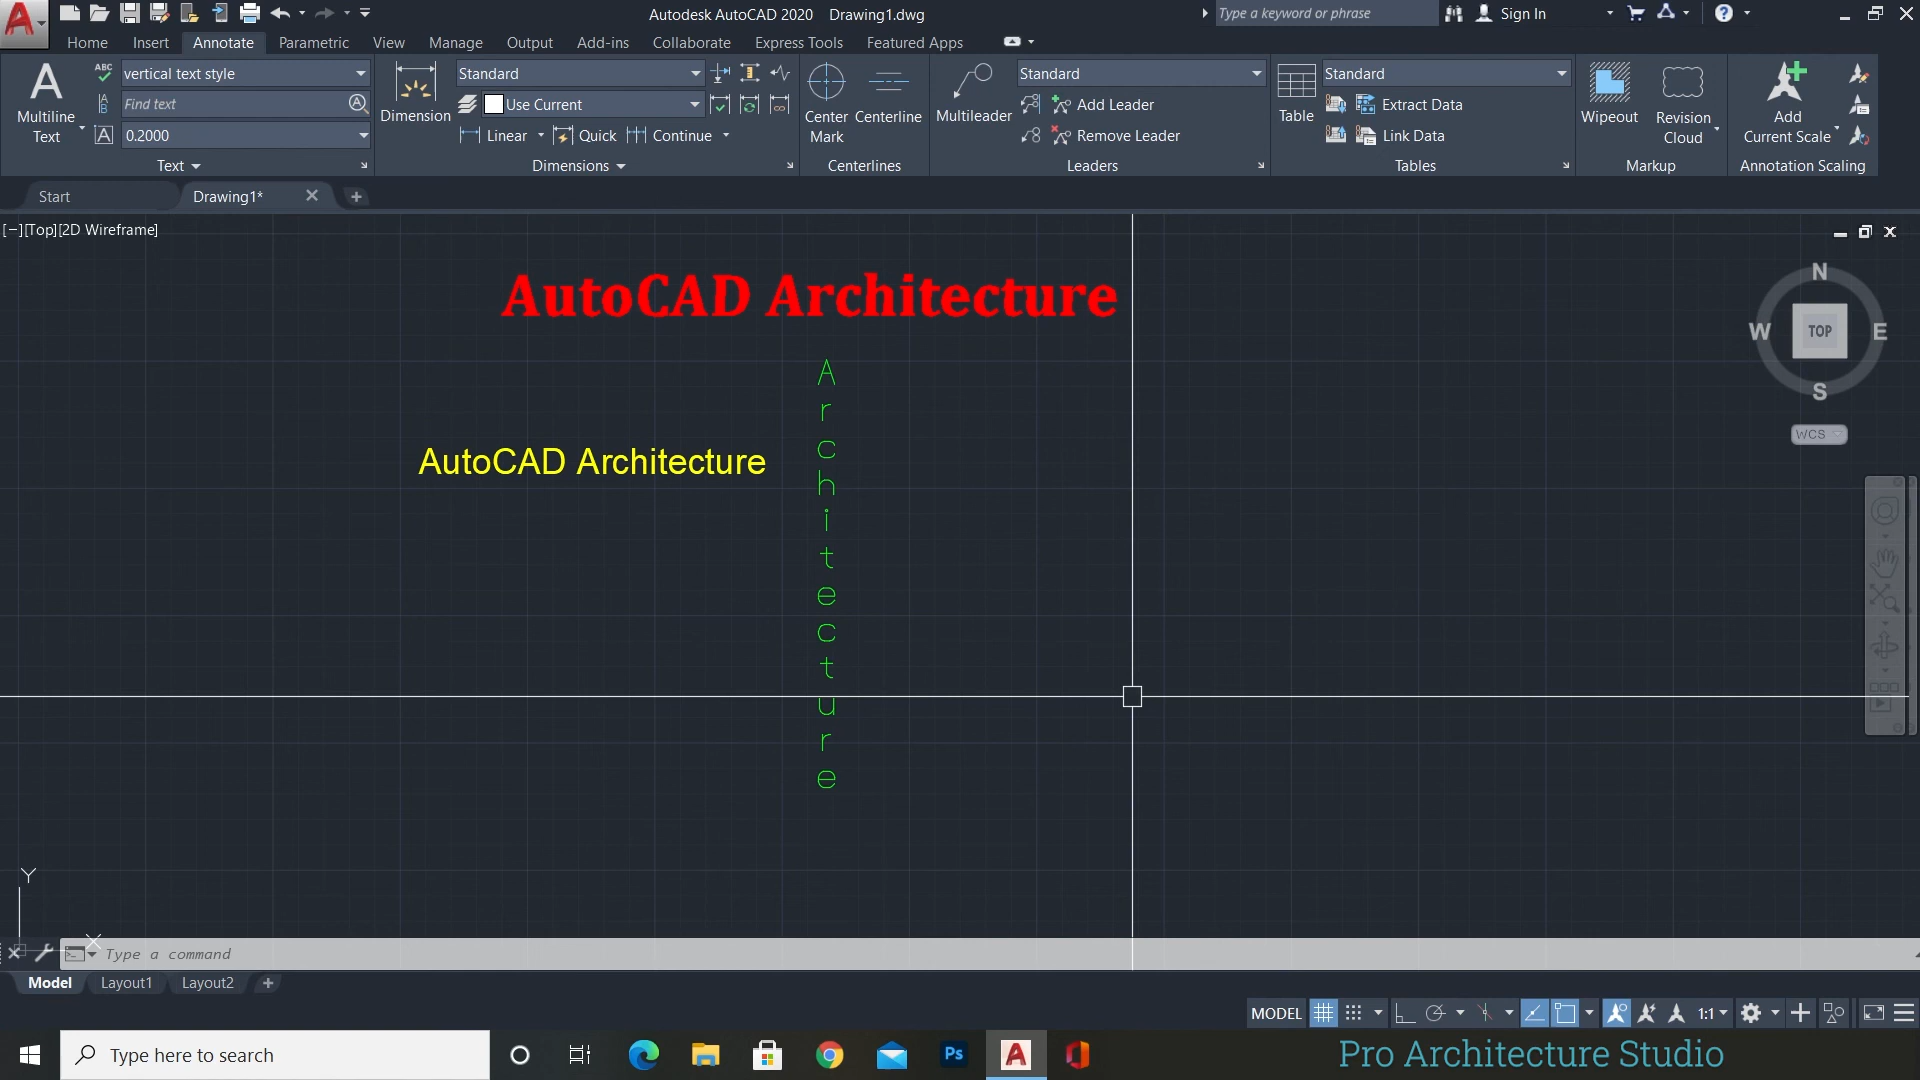 Autodesk AutoCAD 2020 Drawing1.dwg
Type a keyword or phrase
Sign In
Home Insert Annotate Parametric View Manage Output Add-ins Collaborate Express Tools Featured Apps
Multiline Text
ABC
vertical text style
Find text
0.2000
Text
Dimension
Standard
Use Current
Linear Quick Continue
Dimensions
Center Mark
Centerline
Centerlines
Multileader
Standard
Add Leader
Remove Leader
Leaders
Table
Standard
Extract Data
Link Data
Tables
Wipeout
Revision Cloud
Markup
Add Current Scale
Annotation Scaling
Start
Drawing1*
[−][Top][2D Wireframe]
AutoCAD Architecture
AutoCAD Architecture
Architecture
N
W TOP E
S
WCS
Y
X
Type a command
Model Layout1 Layout2
MODEL
1:1
Type here to search
Ps
Pro Architecture Studio